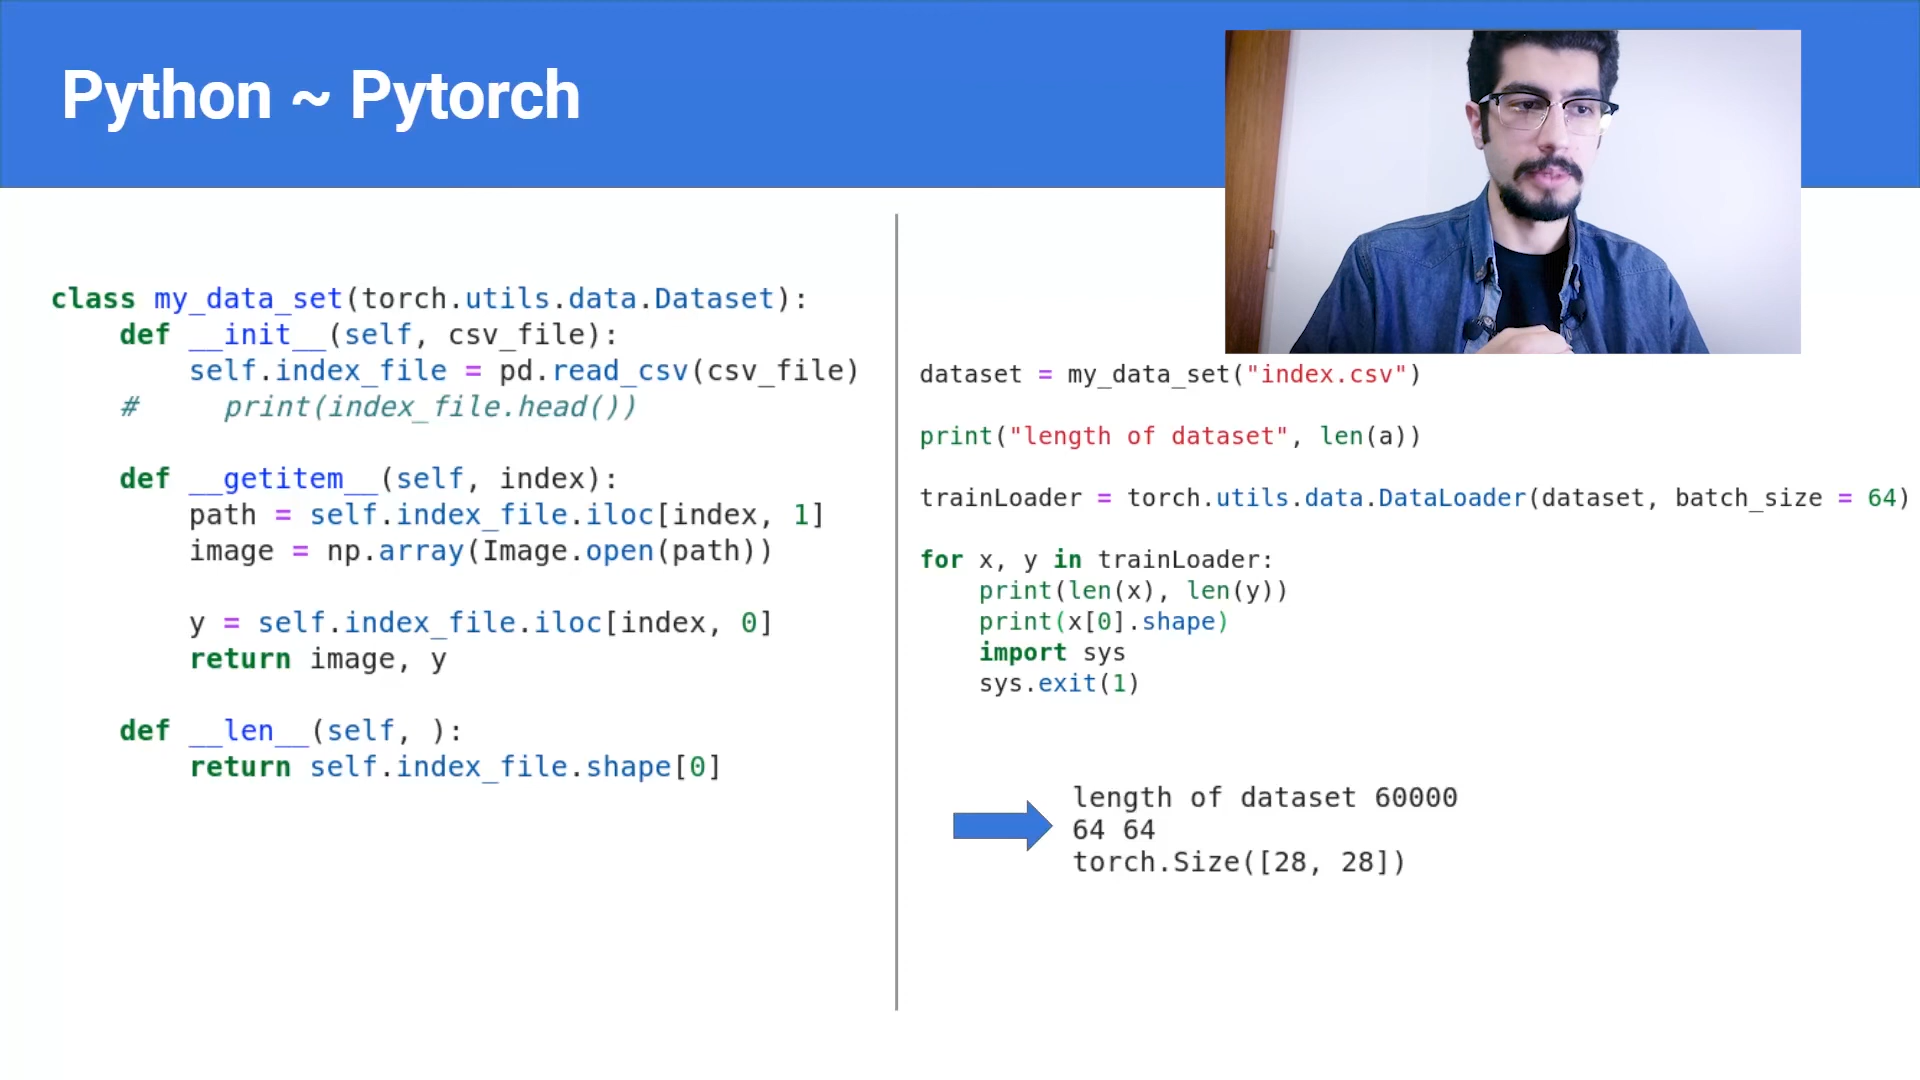 Python ~ Pytorch
class my_data_set(torch.utils.data.Dataset):
    def __init__(self, csv_file):
        self.index_file = pd.read_csv(csv_file)
    #     print(index_file.head())
    def __getitem__(self, index):
        path = self.index_file.iloc[index, 1]
        image = np.array(Image.open(path))
        y = self.index_file.iloc[index, 0]
        return image, y
    def __len__(self, ):
        return self.index_file.shape[0]
dataset = my_data_set("index.csv")
print("length of dataset", len(a))
trainLoader = torch.utils.data.DataLoader(dataset, batch_size = 64)
for x, y in trainLoader:
    print(len(x), len(y))
    print(x[0].shape)
    import sys
    sys.exit(1)
length of dataset 60000
64 64
torch.Size([28, 28])